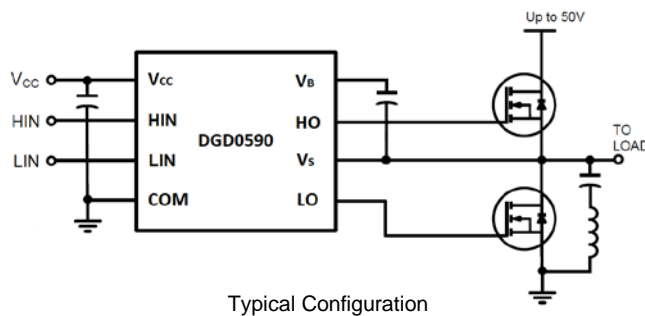 Up to 50V
VCC
Vcc
VB
HIN
HIN
HO
DGD0590
TO
LOAD
LIN
LIN
Vs
COM
LO
Typical Configuration